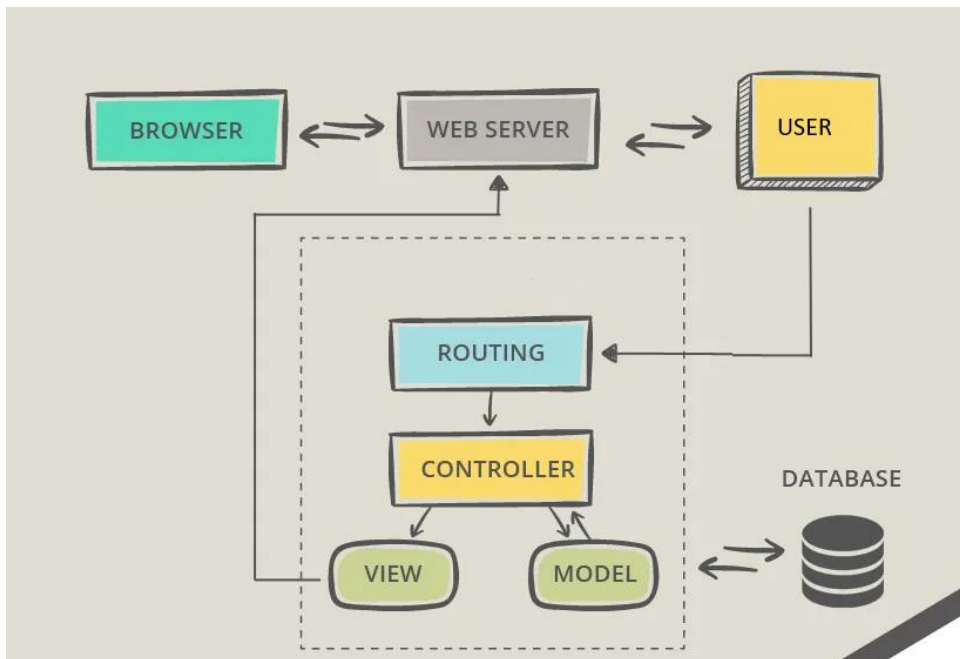 BROWSER
WEB SERVER
USER
ROUTING
CONTROLLER
DATABASE
VIEW
MODEL